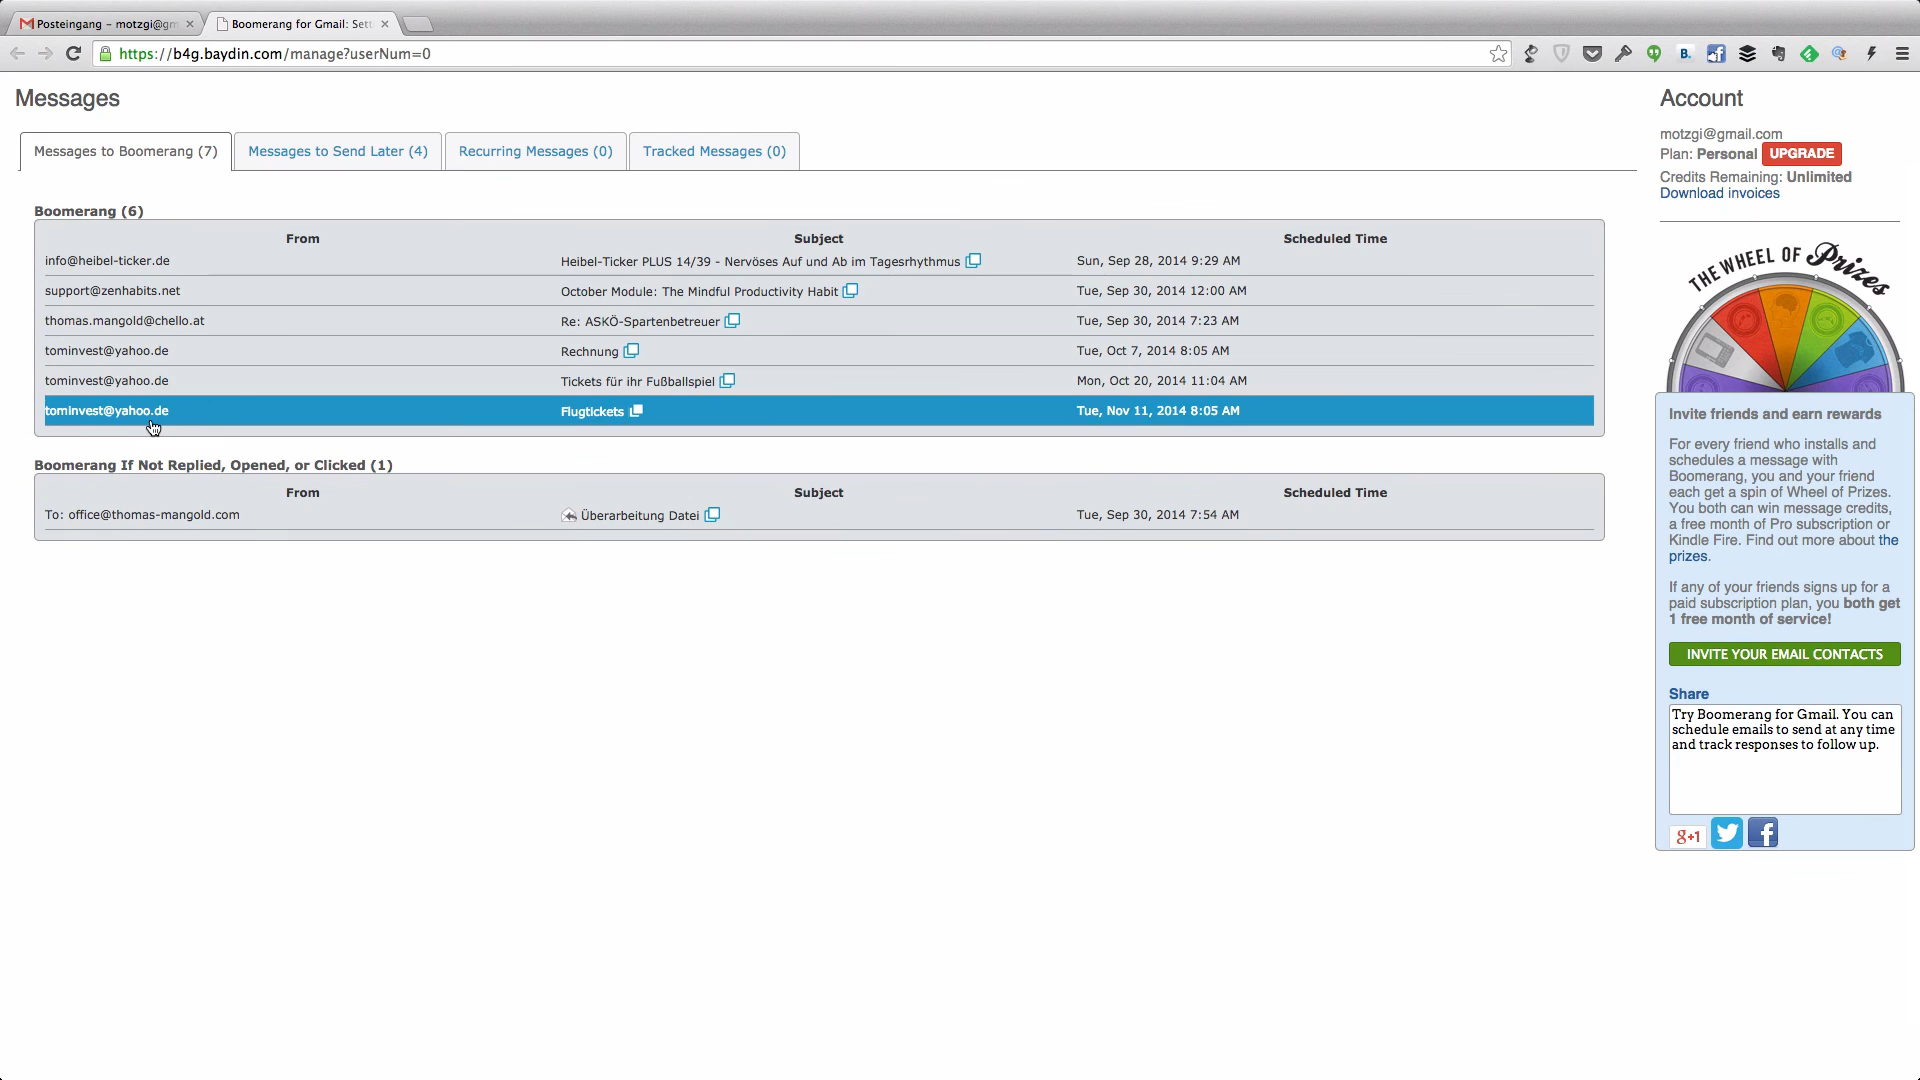 Posteingang – motzgi@gm
Boomerang for Gmail: Sett
https://b4g.baydin.com/manage?userNum=0
Messages
Messages to Boomerang (7)
Messages to Send Later (4)
Recurring Messages (0)
Tracked Messages (0)
Boomerang (6)
From Subject Scheduled Time
info@heibel-ticker.de Heibel-Ticker PLUS 14/39 - Nervöses Auf und Ab im Tagesrhythmus Sun, Sep 28, 2014 9:29 AM
support@zenhabits.net October Module: The Mindful Productivity Habit Tue, Sep 30, 2014 12:00 AM
thomas.mangold@chello.at Re: ASKÖ-Spartenbetreuer Tue, Sep 30, 2014 7:23 AM
tominvest@yahoo.de Rechnung Tue, Oct 7, 2014 8:05 AM
tominvest@yahoo.de Tickets für ihr Fußballspiel Mon, Oct 20, 2014 11:04 AM
tominvest@yahoo.de Flugtickets Tue, Nov 11, 2014 8:05 AM
Boomerang If Not Replied, Opened, or Clicked (1)
From Subject Scheduled Time
To: office@thomas-mangold.com Überarbeitung Datei Tue, Sep 30, 2014 7:54 AM
Account
motzgi@gmail.com
Plan: Personal UPGRADE
Credits Remaining: Unlimited
Download invoices
THE WHEEL OF Prizes
Invite friends and earn rewards
For every friend who installs and
schedules a message with
Boomerang, you and your friend
each get a spin of Wheel of Prizes.
You both can win message credits,
a free month of Pro subscription or
Kindle Fire. Find out more about the
prizes.
If any of your friends signs up for a
paid subscription plan, you both get
1 free month of service!
INVITE YOUR EMAIL CONTACTS
Share
Try Boomerang for Gmail. You can
schedule emails to send at any time
and track responses to follow up.
g+1